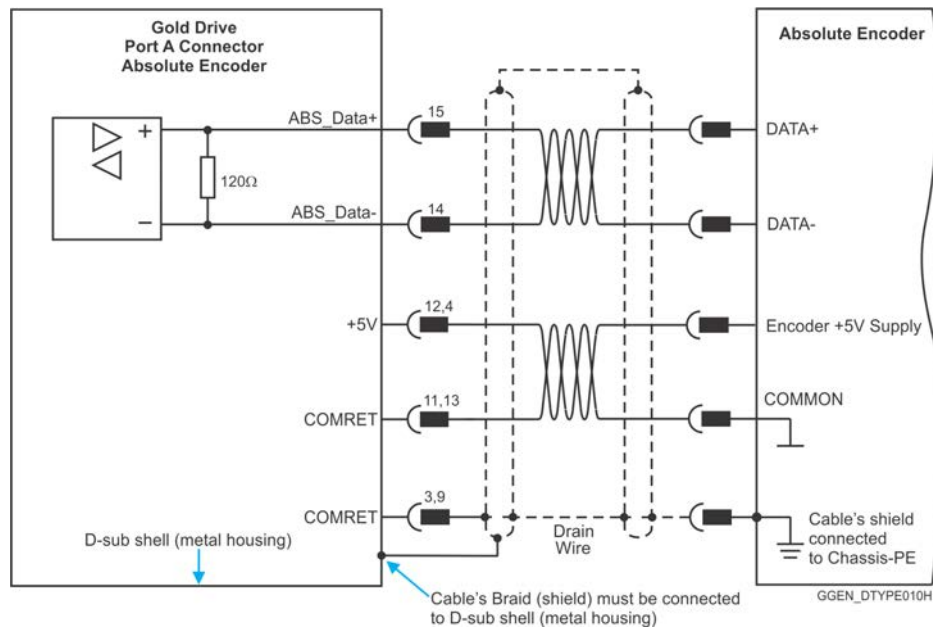 Gold Drive
Port A Connector
Absolute Encoder
Absolute Encoder
ABS_Data+
15
DATA+
+
120Ω
−
ABS_Data-
14
DATA-
+5V
12,4
Encoder +5V Supply
COMRET
11,13
COMMON
COMRET
3,9
Drain
Wire
Cable's shield
connected
to Chassis-PE
D-sub shell (metal housing)
Cable's Braid (shield) must be connected
to D-sub shell (metal housing)
GGEN_DTYPE010H